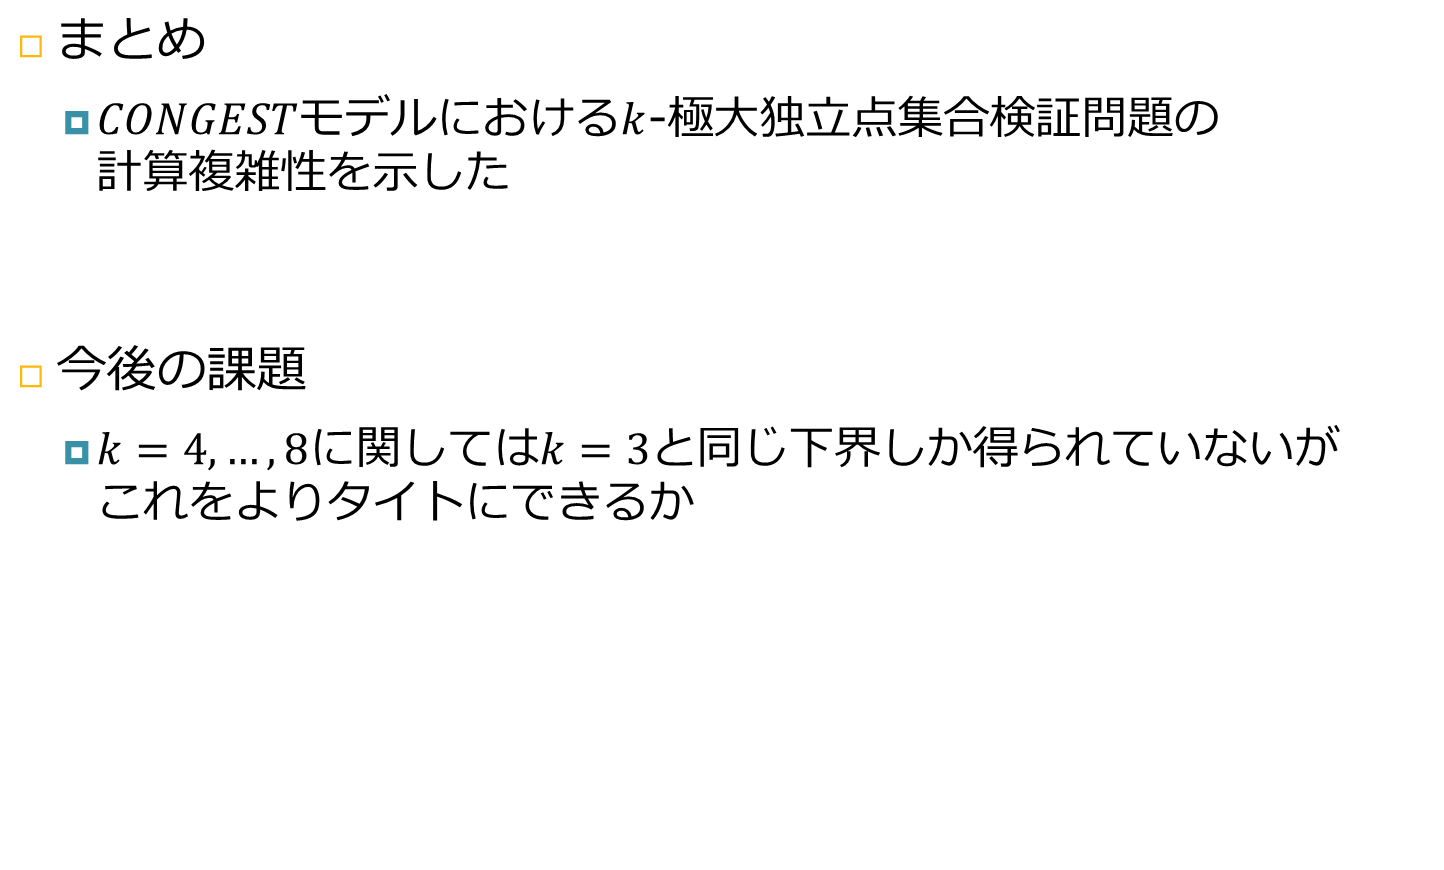 まとめ
CONGESTモデルにおけるk-極大独立点集合検証問題の
計算複雑性を示した
今後の課題
k = 4, … , 8に関してはk = 3と同じ下界しか得られていないが
これをよりタイトにできるか